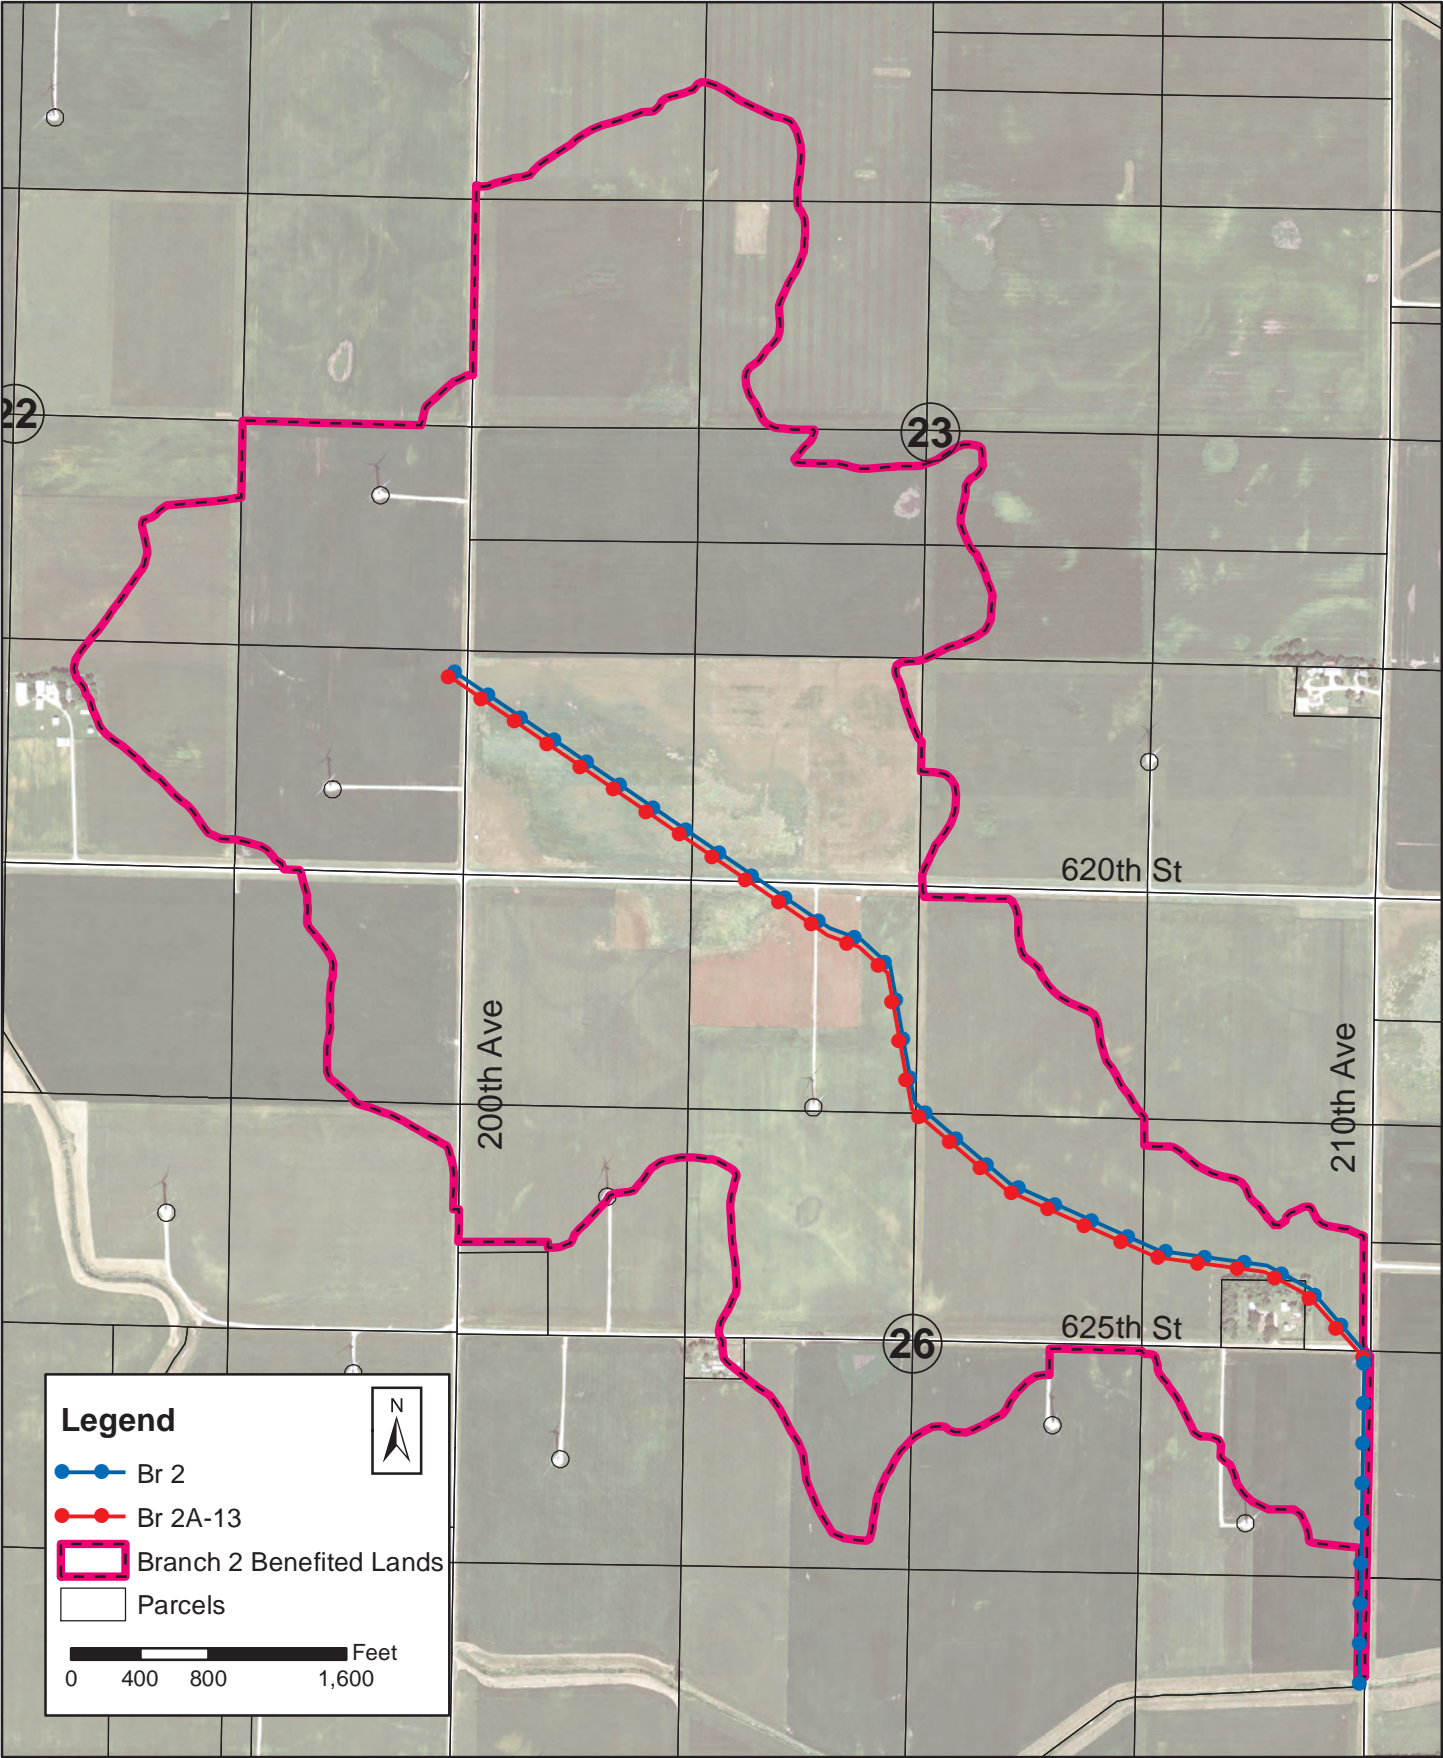 22
23
620th St
200th Ave
210th Ave
625th St
26
Legend
N
Br 2
Br 2A-13
Branch 2 Benefited Lands
Parcels
Feet
0 400 800 1,600